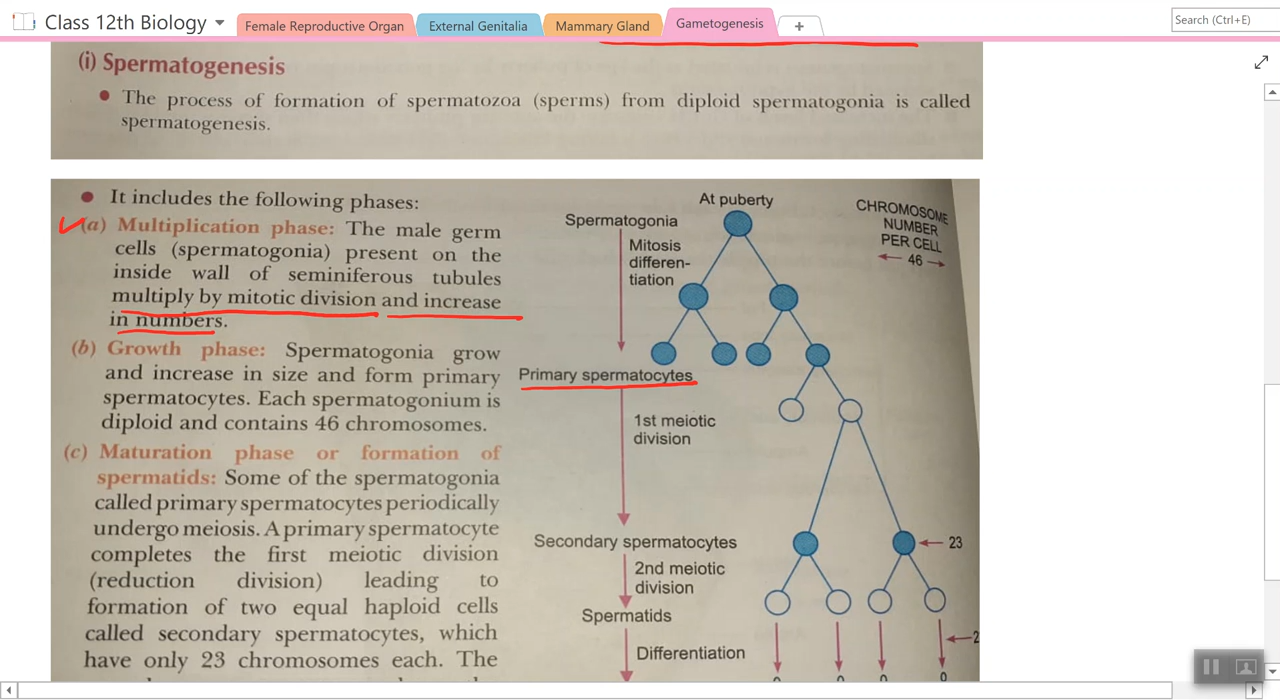 Class 12th Biology
Female Reproductive Organ
External Genitalia
Mammary Gland
Gametogenesis
Search (Ctrl+E)
(i) Spermatogenesis
• The process of formation of spermatozoa (sperms) from diploid spermatogonia is called
spermatogenesis.
• It includes the following phases:
(a) Multiplication phase: The male germ
cells (spermatogonia) present on the
inside wall of seminiferous tubules
multiply by mitotic division and increase
in numbers.
(b) Growth phase: Spermatogonia grow
and increase in size and form primary
spermatocytes. Each spermatogonium is
diploid and contains 46 chromosomes.
(c) Maturation phase or formation of
spermatids: Some of the spermatogonia
called primary spermatocytes periodically
undergo meiosis. A primary spermatocyte
completes the first meiotic division
(reduction division) leading to
formation of two equal haploid cells
called secondary spermatocytes, which
have only 23 chromosomes each. The
At puberty
Spermatogonia
Mitosis
differen-
tiation
Primary spermatocytes
1st meiotic
division
Secondary spermatocytes
2nd meiotic
division
Spermatids
Differentiation
CHROMOSOME
NUMBER
PER CELL
46
23